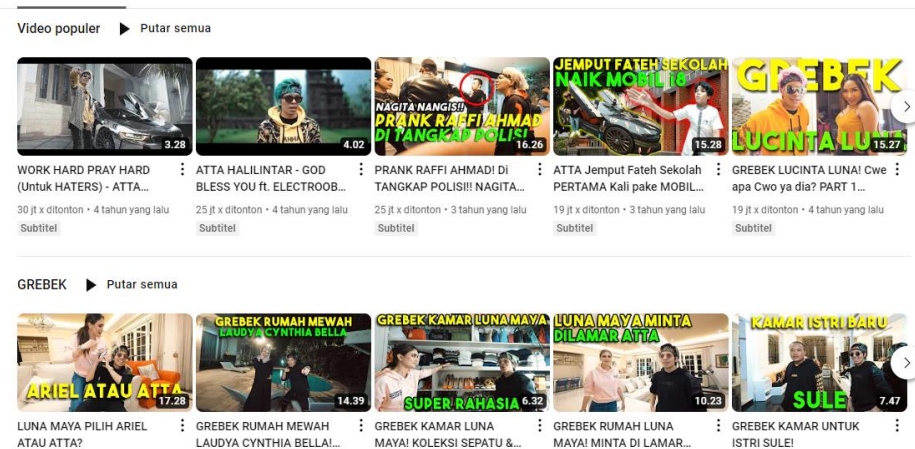 Video populer
Putar semua
3.28
4.02
NAGITA NANGIS!!
PRANK RAFFI AHMAD
DI TANGKAP POLISI
16.26
JEMPUT FATEH SEKOLAH
NAIK MOBIL i8
15.28
GREBEK
LUCINTA LUNA
15.27
WORK HARD PRAY HARD
(Untuk HATERS) - ATTA...
30 jt x ditonton • 4 tahun yang lalu
Subtitel
ATTA HALILINTAR - GOD
BLESS YOU ft. ELECTROOB...
25 jt x ditonton • 4 tahun yang lalu
Subtitel
PRANK RAFFI AHMAD! Di
TANGKAP POLISI!! NAGITA...
25 jt x ditonton • 3 tahun yang lalu
Subtitel
ATTA Jemput Fateh Sekolah
PERTAMA Kali pake MOBIL...
19 jt x ditonton • 3 tahun yang lalu
Subtitel
GREBEK LUCINTA LUNA! Cwe
apa Cwo ya dia? PART 1...
19 jt x ditonton • 4 tahun yang lalu
Subtitel
GREBEK
Putar semua
ARIEL ATAU ATTA
17.28
GREBEK RUMAH MEWAH
LAUDYA CYNTHIA BELLA
14.39
GREBEK KAMAR LUNA MAYA
SUPER RAHASIA
6.32
LUNA MAYA MINTA
DILAMAR ATTA
10.23
KAMAR ISTRI BARU
SULE
7.47
LUNA MAYA PILIH ARIEL
ATAU ATTA?
GREBEK RUMAH MEWAH
LAUDYA CYNTHIA BELLA!...
GREBEK KAMAR LUNA
MAYA! KOLEKSI SEPATU &...
GREBEK RUMAH LUNA
MAYA! MINTA DI LAMAR...
GREBEK KAMAR UNTUK
ISTRI SULE!